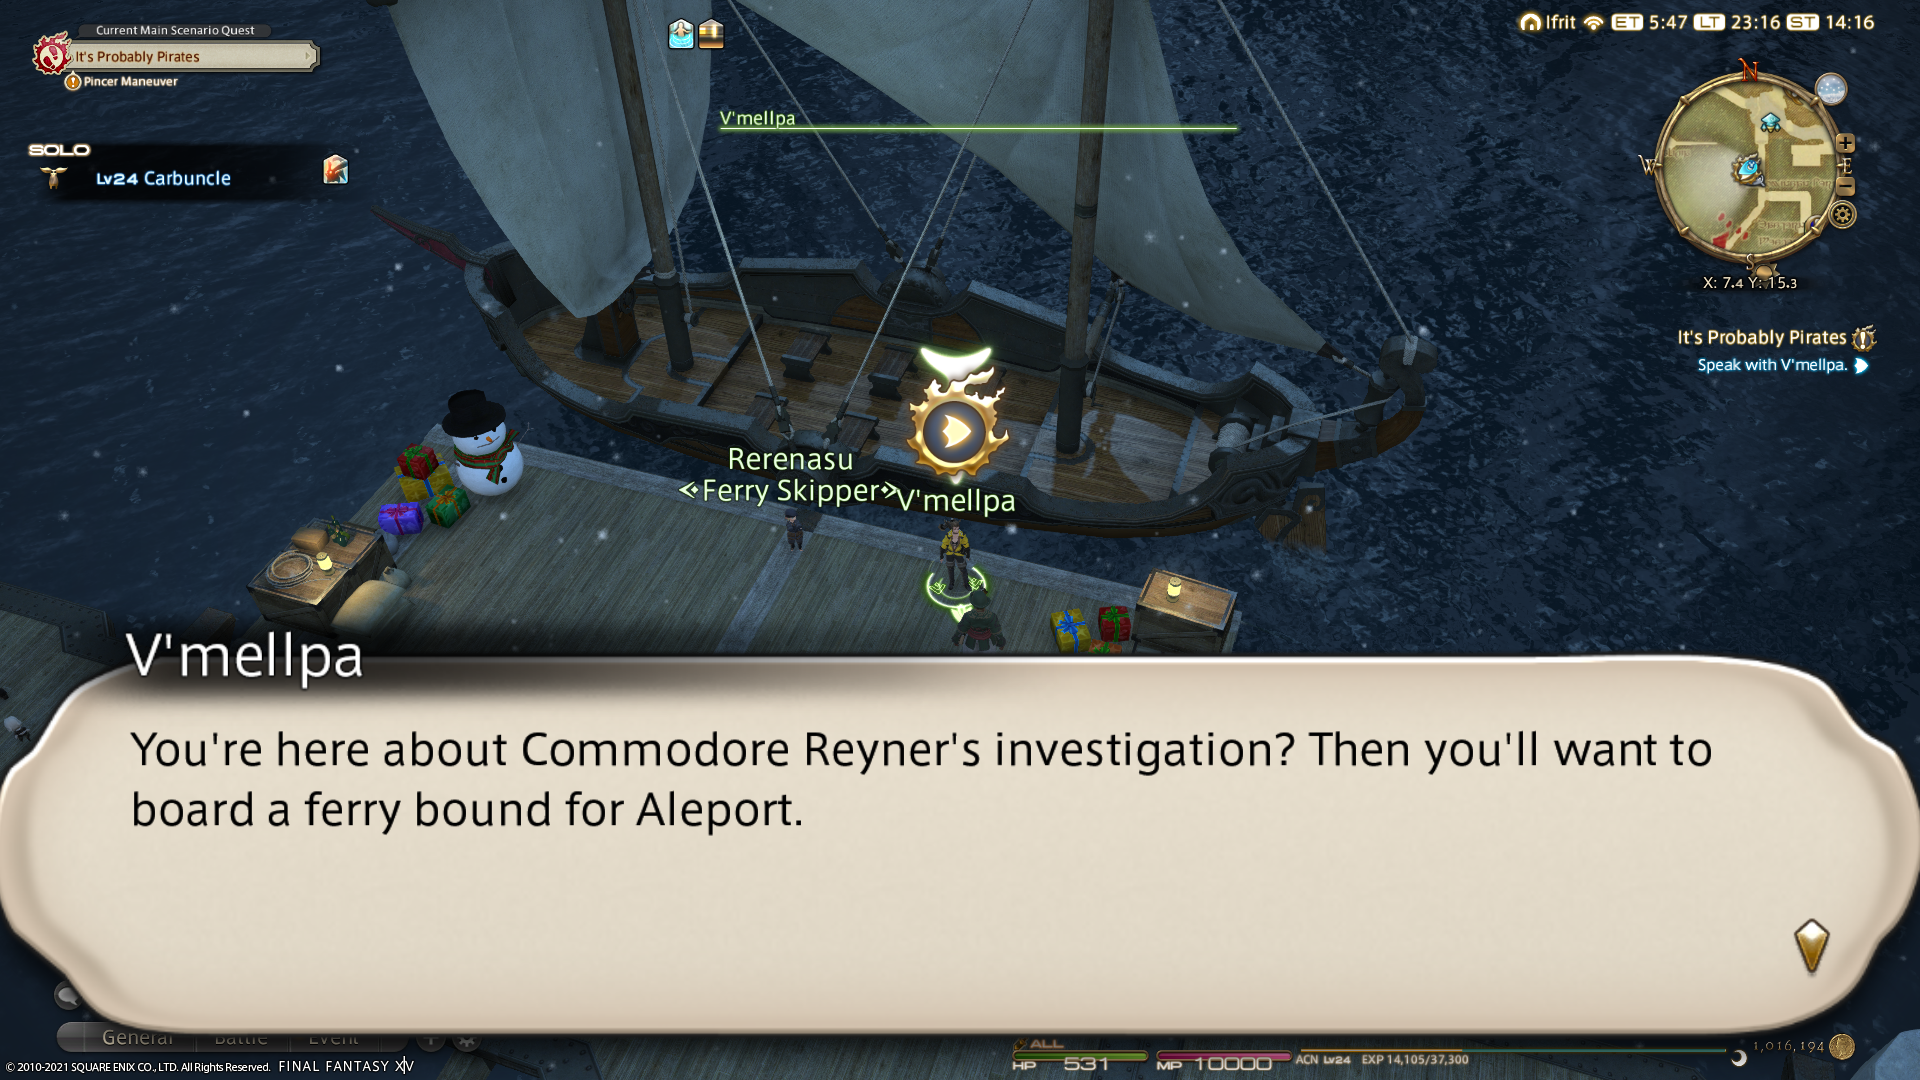 Current Main Scenario Quest
It's Probably Pirates
Pincer Maneuver
Ifrit ET 5:47 LT 23:16 ST 14:16
SOLO
Lv24 Carbuncle
V'mellpa
N
W
E
S
X: 7.4 Y: 15.3
It's Probably Pirates
Speak with V'mellpa.
Rerenasu
Ferry Skipper
V'mellpa
V'mellpa
You're here about Commodore Reyner's investigation? Then you'll want to
board a ferry bound for Aleport.
General Battle Event
© 2010-2021 SQUARE ENIX CO., LTD. All Rights Reserved. FINAL FANTASY XIV
ALL
HP 531 MP 10000 ACN Lv24 EXP 14,105/37,300
1,016,194